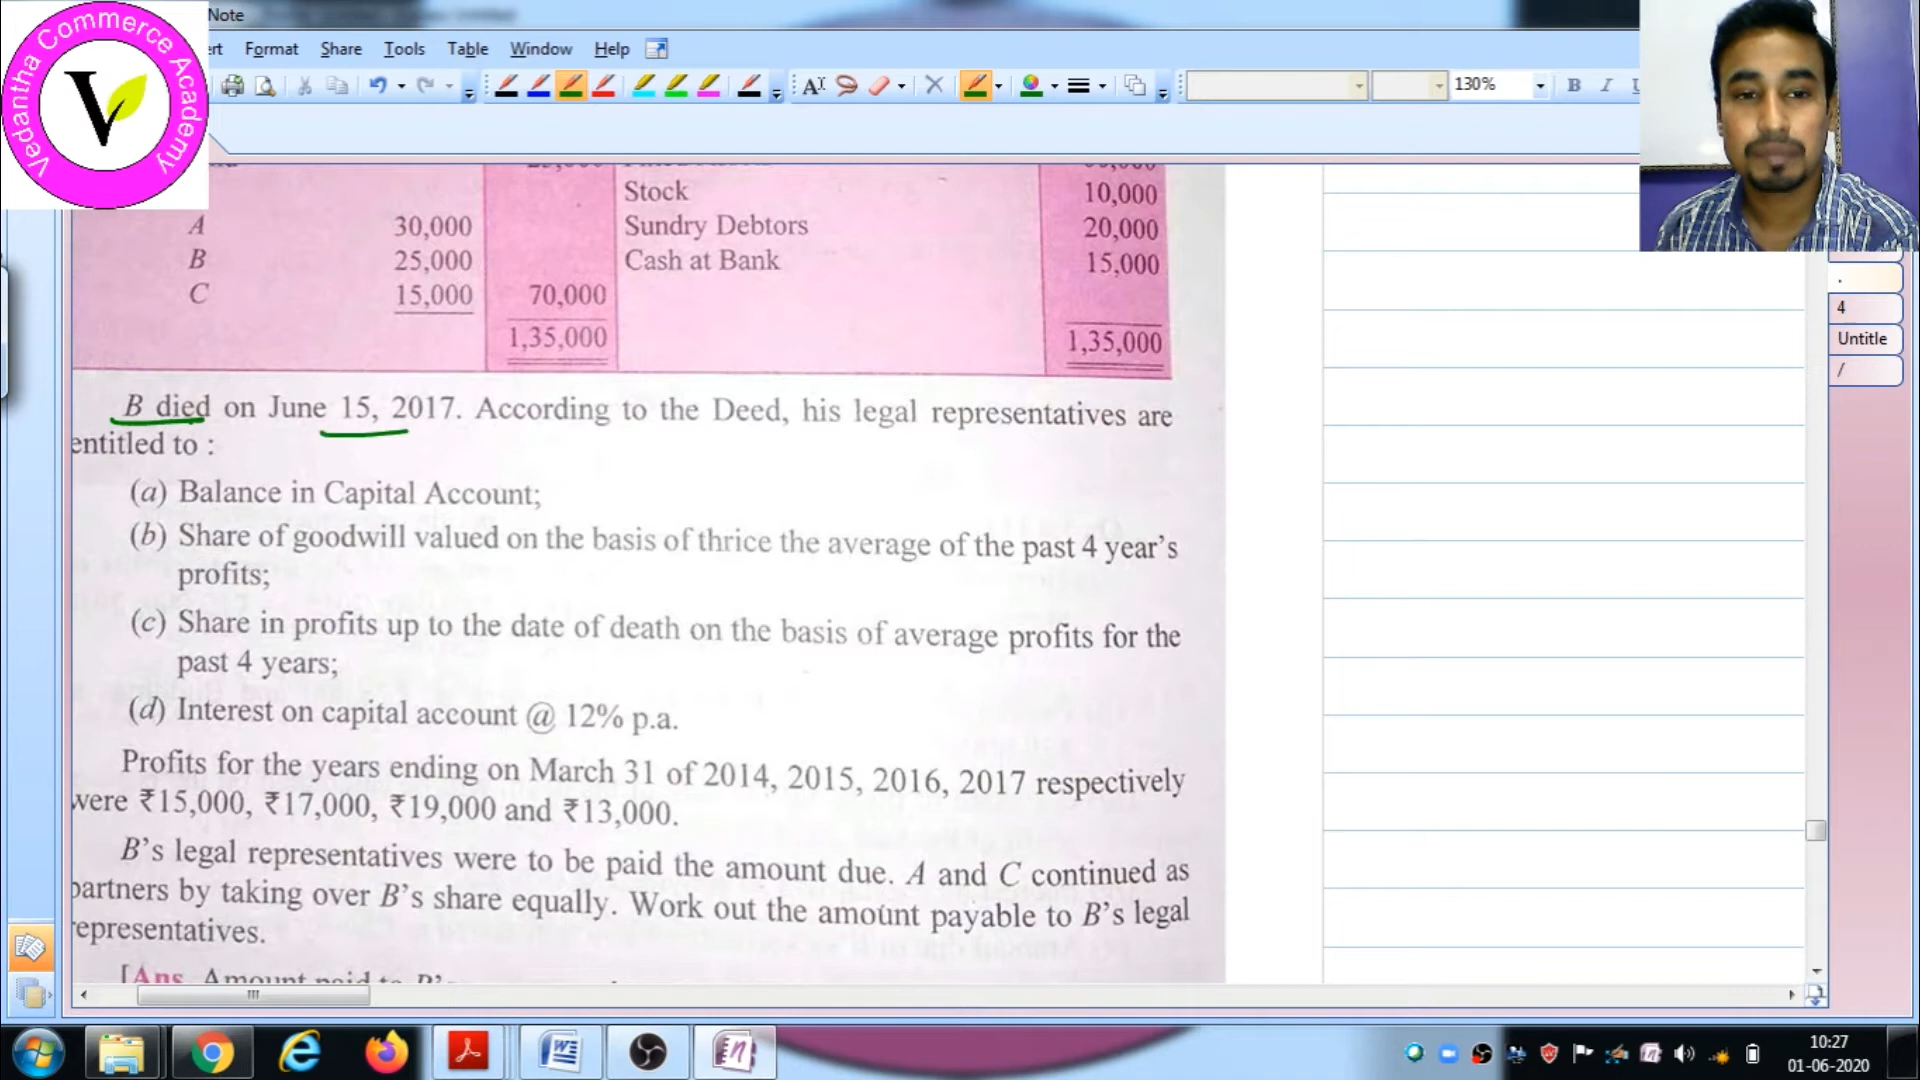 Vedantha Commerce Academy
V
Note
ert Format Share Tools Table Window Help
130% B I U
Stock 10,000
A 30,000 Sundry Debtors 20,000
B 25,000 Cash at Bank 15,000
C 15,000 70,000
1,35,000 1,35,000
B died on June 15, 2017. According to the Deed, his legal representatives are
entitled to :
(a) Balance in Capital Account;
(b) Share of goodwill valued on the basis of thrice the average of the past 4 year's
profits;
(c) Share in profits up to the date of death on the basis of average profits for the
past 4 years;
(d) Interest on capital account @ 12% p.a.
Profits for the years ending on March 31 of 2014, 2015, 2016, 2017 respectively
were ₹15,000, ₹17,000, ₹19,000 and ₹13,000.
B's legal representatives were to be paid the amount due. A and C continued as
partners by taking over B's share equally. Work out the amount payable to B's legal
representatives.
[Ans. Amount paid to B's
4
Untitle
/
10:27
01-06-2020